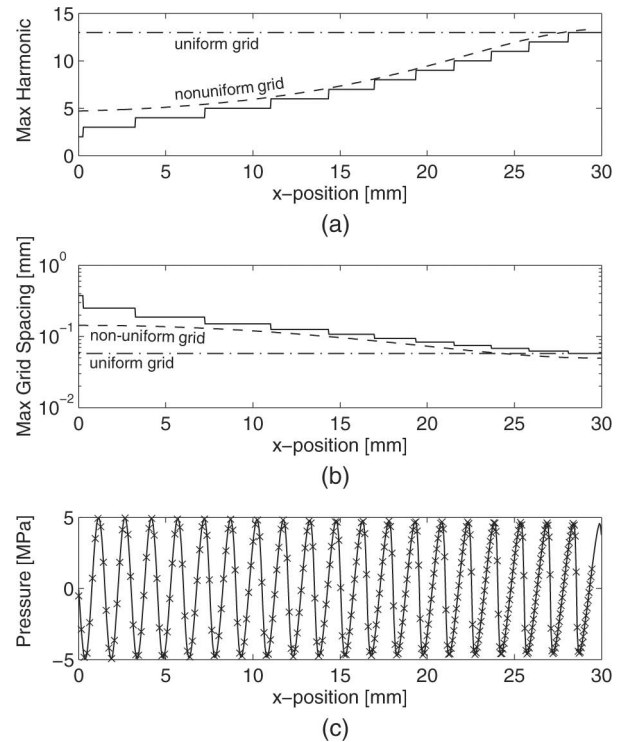 15
10
5
0
Max Harmonic
uniform grid
nonuniform grid
0 5 10 15 20 25 30
x−position [mm]
(a)
10^0
10^−1
10^−2
Max Grid Spacing [mm]
non-uniform grid
uniform grid
0 5 10 15 20 25 30
x−position [mm]
(b)
5
0
−5
Pressure [MPa]
0 5 10 15 20 25 30
x−position [mm]
(c)